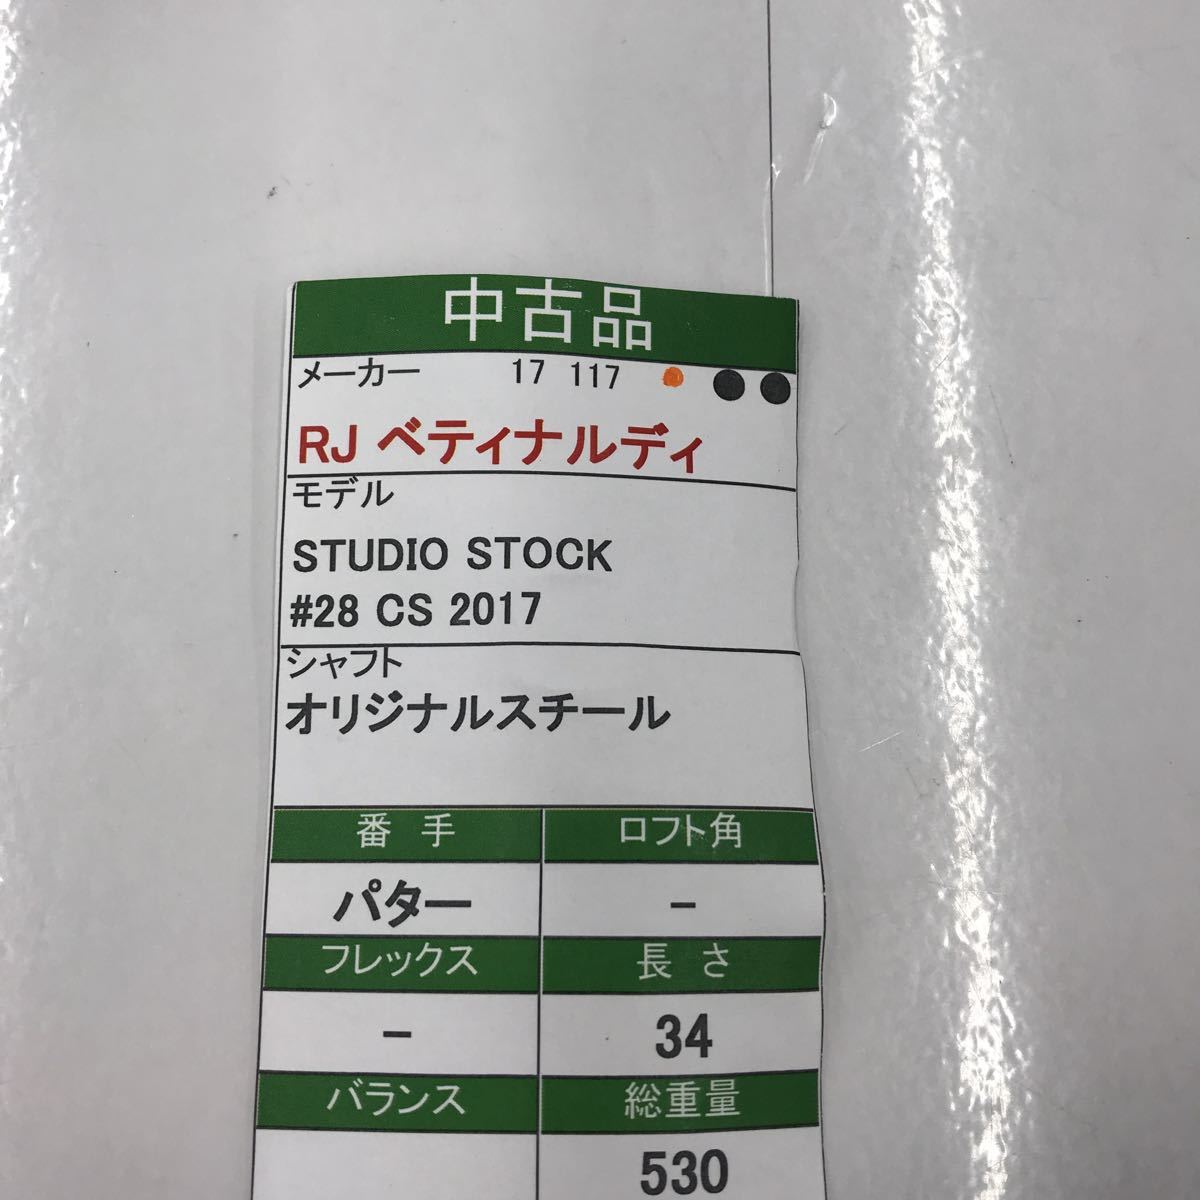 中古品
メーカー 17 117
RJ ベティナルディ
モデル
STUDIO STOCK
#28 CS 2017
シャフト
オリジナルスチール
番 手 ロフト角
パター -
フレックス 長 さ
- 34
バランス 総重量
530